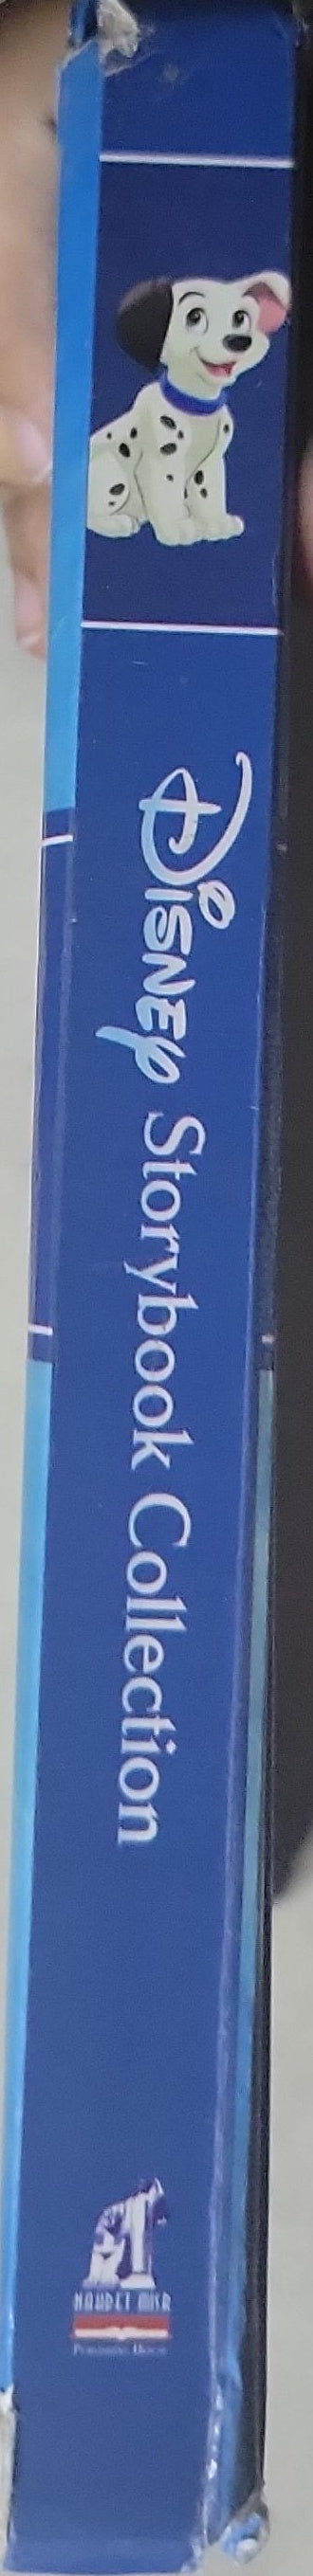 Disney Storybook Collection
NAHDET MISR
PUBLISHING HOUSE